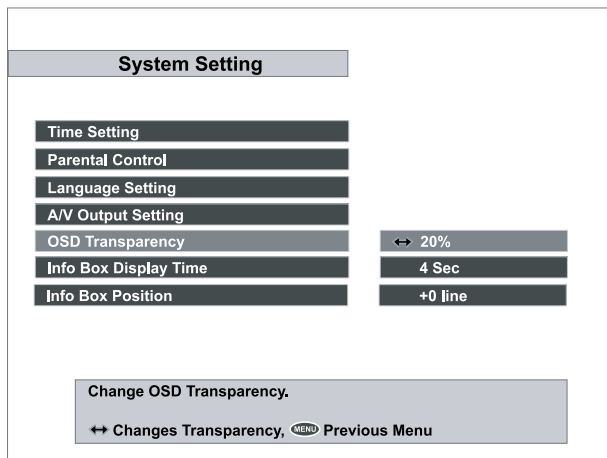 System Setting
Time Setting
Parental Control
Language Setting
A/V Output Setting
OSD Transparency ↔ 20%
Info Box Display Time 4 Sec
Info Box Position +0 line
Change OSD Transparency.
↔ Changes Transparency, MENU Previous Menu